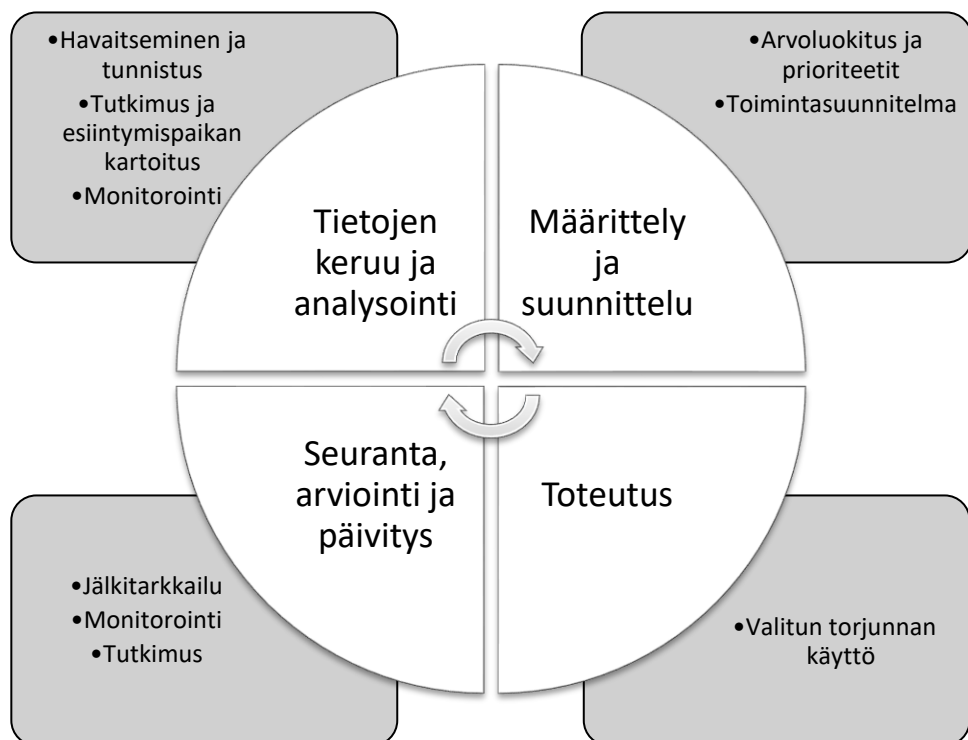 •Havaitseminen ja
tunnistus
•Tutkimus ja
esiintymispaikan
kartoitus
•Monitorointi
•Arvoluokitus ja
prioriteetit
•Toimintasuunnitelma
Tietojen
keruu ja
analysointi
Määrittely
ja
suunnittelu
Seuranta,
arviointi ja
päivitys
Toteutus
•Jälkitarkkailu
•Monitorointi
•Tutkimus
•Valitun torjunnan
käyttö